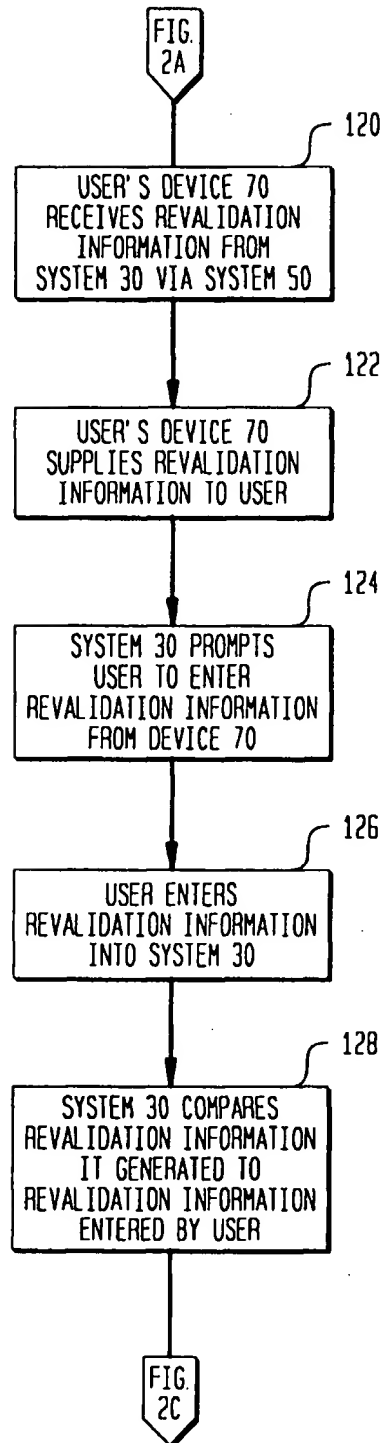 FIG.
2A
120
USER'S DEVICE 70
RECEIVES REVALIDATION
INFORMATION FROM
SYSTEM 30 VIA SYSTEM 50
122
USER'S DEVICE 70
SUPPLIES REVALIDATION
INFORMATION TO USER
124
SYSTEM 30 PROMPTS
USER TO ENTER
REVALIDATION INFORMATION
FROM DEVICE 70
126
USER ENTERS
REVALIDATION INFORMATION
INTO SYSTEM 30
128
SYSTEM 30 COMPARES
REVALIDATION INFORMATION
IT GENERATED TO
REVALIDATION INFORMATION
ENTERED BY USER
FIG.
2C